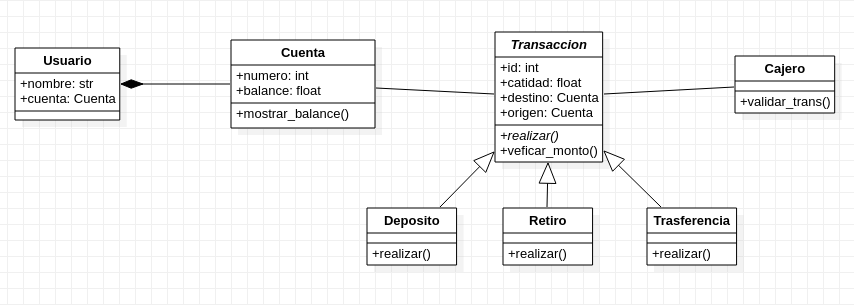 Usuario
+nombre: str
+cuenta: Cuenta
Cuenta
+numero: int
+balance: float
+mostrar_balance()
Transaccion
+id: int
+catidad: float
+destino: Cuenta
+origen: Cuenta
+realizar()
+veficar_monto()
Cajero
+validar_trans()
Deposito
+realizar()
Retiro
+realizar()
Trasferencia
+realizar()